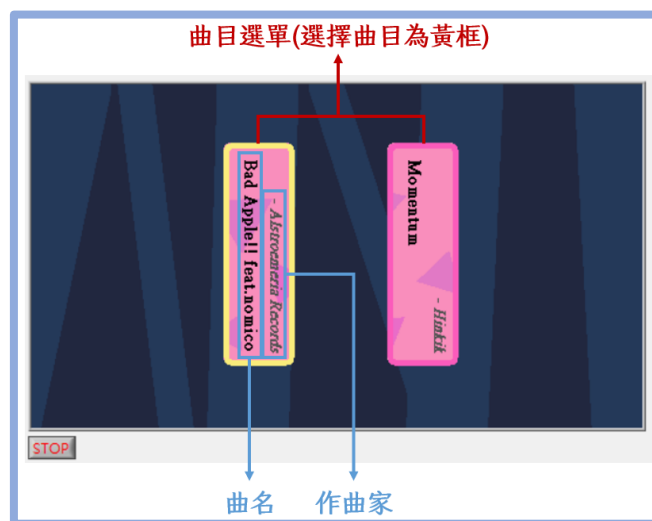 曲目選單(選擇曲目為黃框)
Bad Apple!! feat.nomico
- Alstroemeria Records
Momentum
- Hinkik
STOP
曲名
作曲家